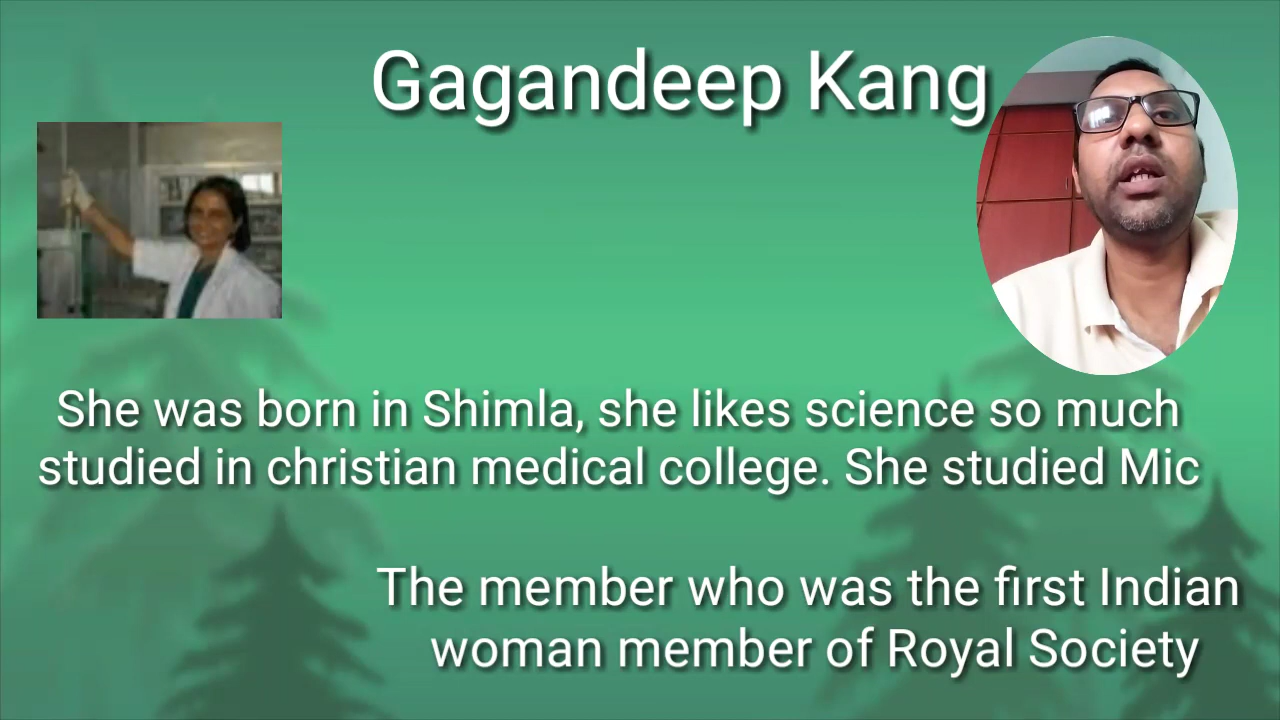 Gagandeep Kang
She was born in Shimla, she likes science so much
studied in christian medical college. She studied Mic
The member who was the first Indian
woman member of Royal Society